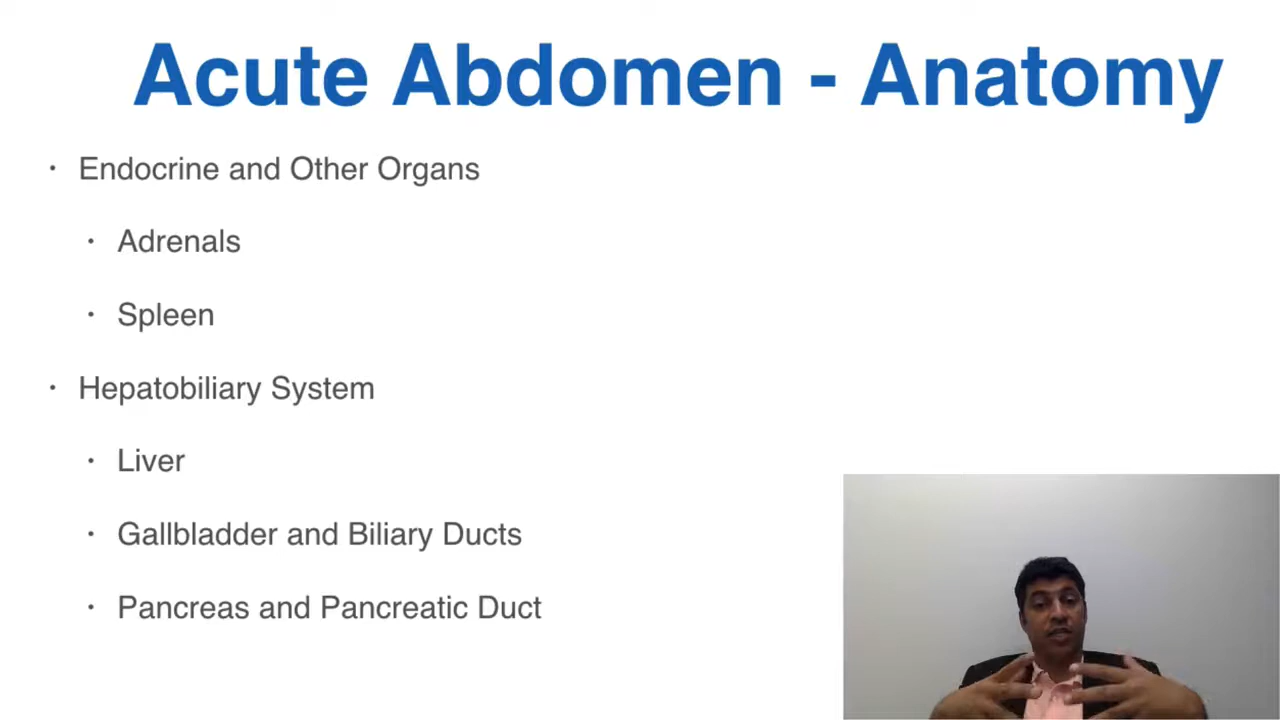 Acute Abdomen - Anatomy
• Endocrine and Other Organs
• Adrenals
• Spleen
• Hepatobiliary System
• Liver
• Gallbladder and Biliary Ducts
• Pancreas and Pancreatic Duct